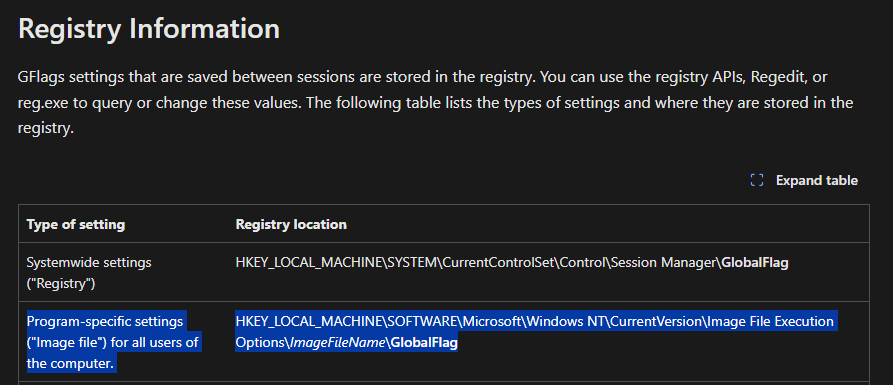 Registry Information
GFlags settings that are saved between sessions are stored in the registry. You can use the registry APIs, Regedit, or
reg.exe to query or change these values. The following table lists the types of settings and where they are stored in the
registry.
Expand table
Type of setting Registry location
Systemwide settings HKEY_LOCAL_MACHINE\SYSTEM\CurrentControlSet\Control\Session Manager\GlobalFlag
("Registry")
Program-specific settings HKEY_LOCAL_MACHINE\SOFTWARE\Microsoft\Windows NT\CurrentVersion\Image File Execution
("Image file") for all users of Options\ImageFileName\GlobalFlag
the computer.